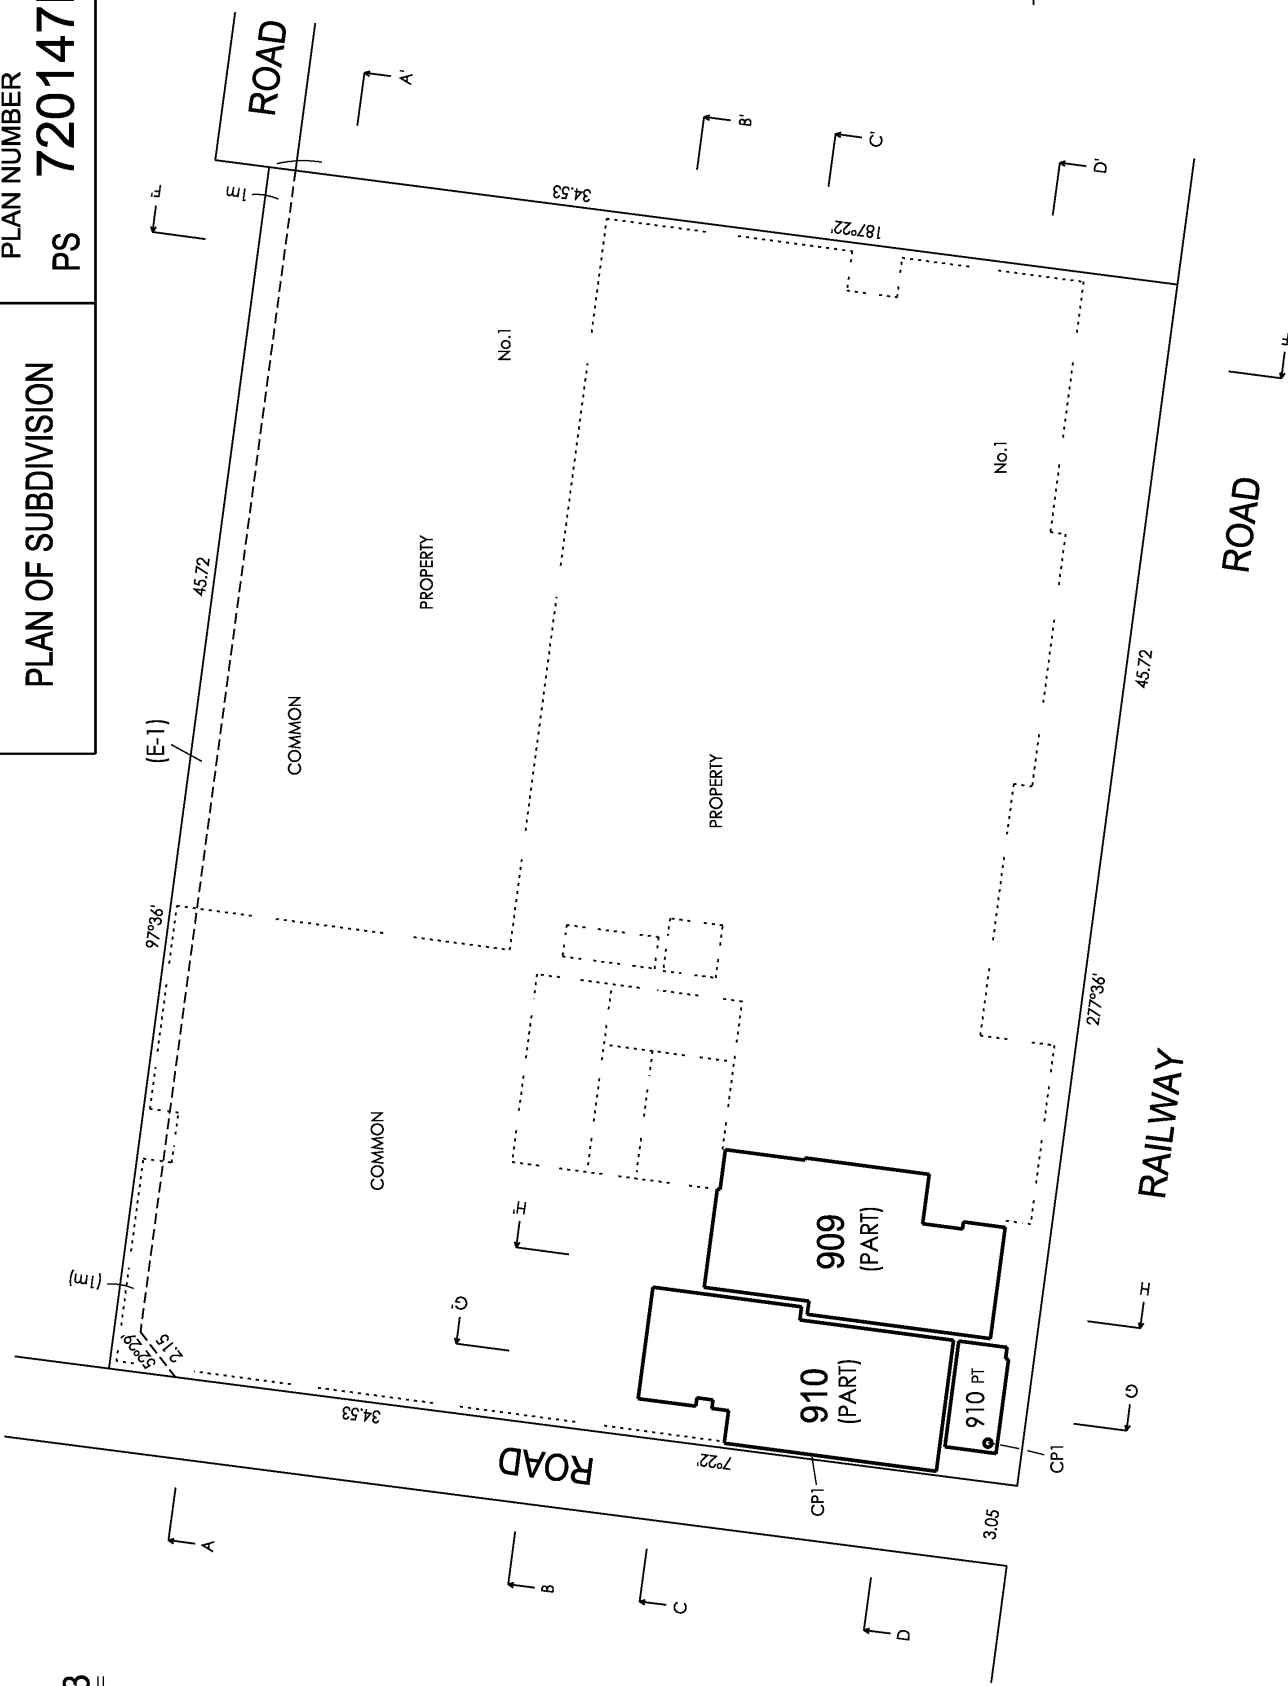 PLAN OF SUBDIVISION
PLAN NUMBER
PS 720147
ROAD
A'
B'
C'
D'
F'
1m
34.53
187°22'
No.1
No.1
45.72
PROPERTY
COMMON
(E-1)
PROPERTY
45.72
ROAD
97°36'
277°36'
COMMON
RAILWAY
H'
G'
(1m)
52°29'
2.15
909
(PART)
910
(PART)
910 PT
H
G
34.53
7°22'
ROAD
CP1
CP1
3.05
A
B
C
D